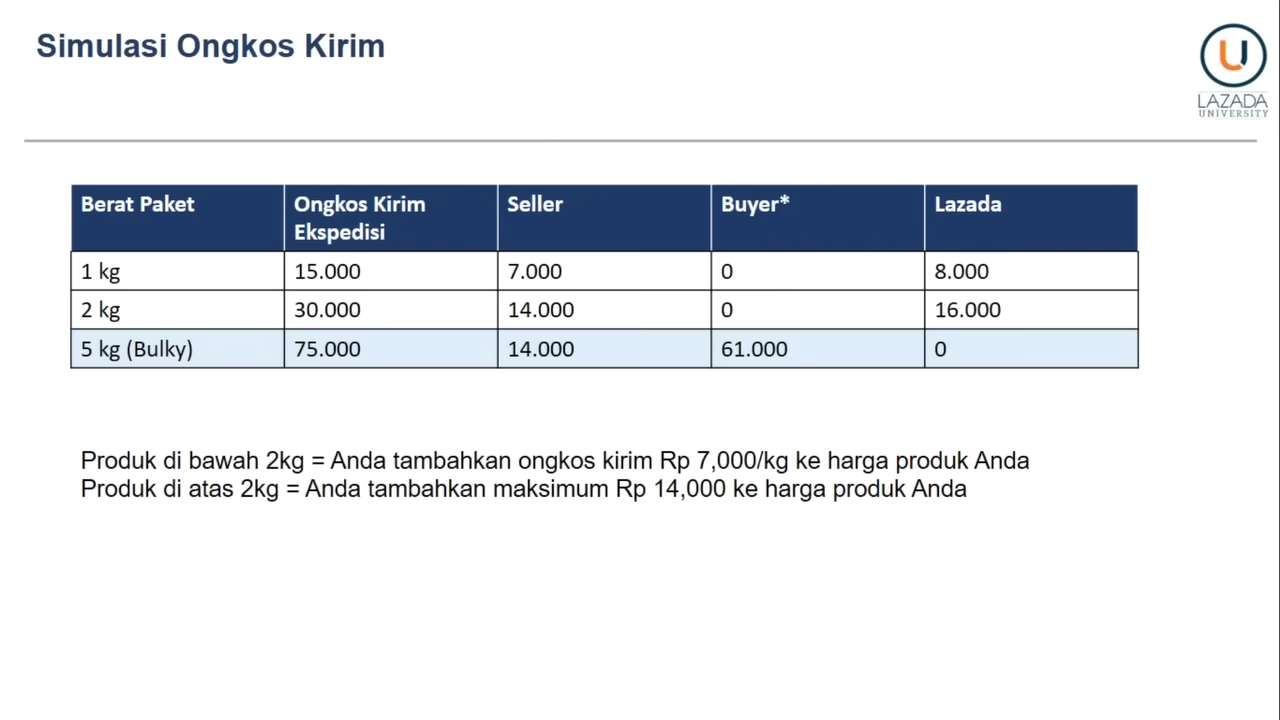 Simulasi Ongkos Kirim
U
LAZADA
UNIVERSITY
Berat Paket
Ongkos Kirim
Ekspedisi
Seller
Buyer*
Lazada
1 kg
15.000
7.000
0
8.000
2 kg
30.000
14.000
0
16.000
5 kg (Bulky)
75.000
14.000
61.000
0
Produk di bawah 2kg = Anda tambahkan ongkos kirim Rp 7,000/kg ke harga produk Anda
Produk di atas 2kg = Anda tambahkan maksimum Rp 14,000 ke harga produk Anda